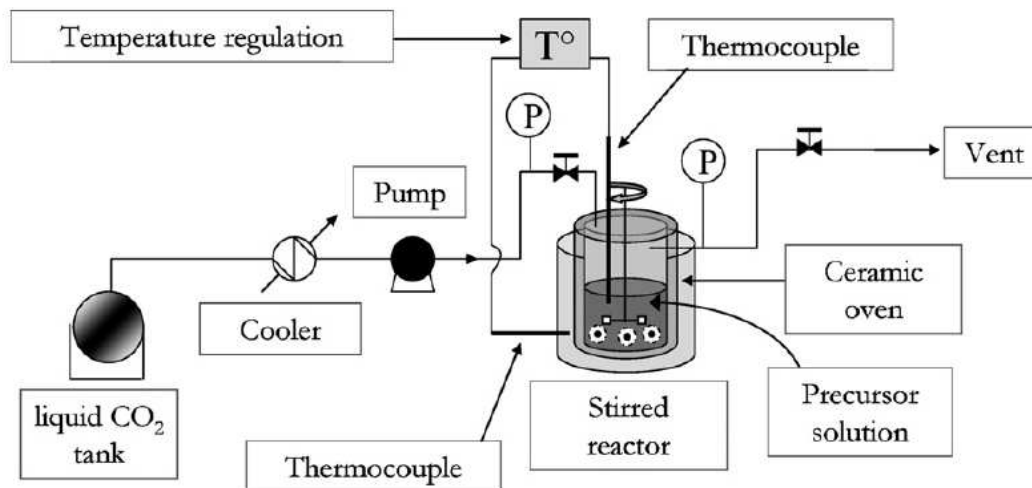 Temperature regulation
T°
Thermocouple
P
P
Vent
Pump
Cooler
Ceramic
oven
liquid CO₂
tank
Thermocouple
Stirred
reactor
Precursor
solution